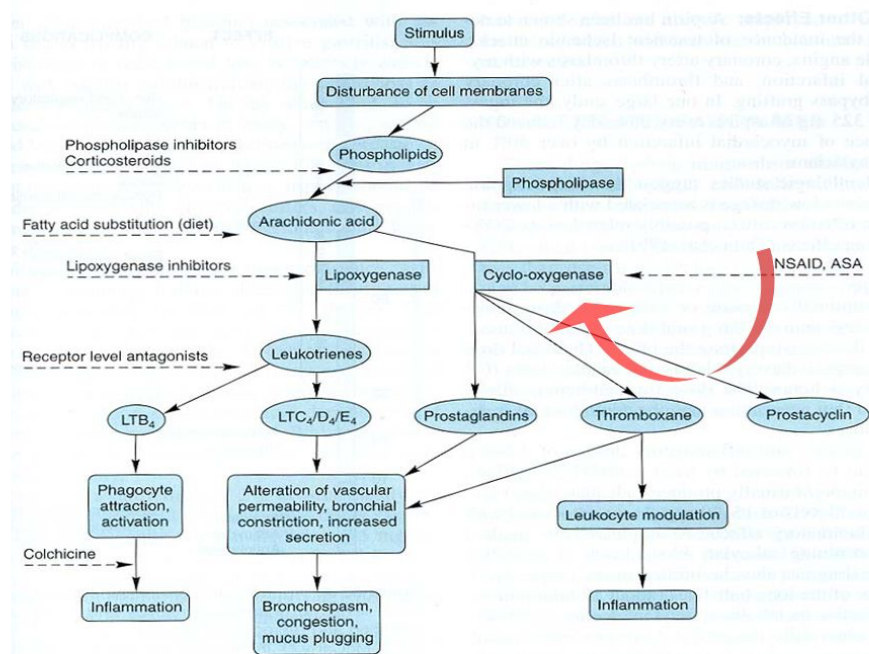 Stimulus
Disturbance of cell membranes
Phospholipase inhibitors
Corticosteroids
Phospholipids
Phospholipase
Fatty acid substitution (diet)
Arachidonic acid
Lipoxygenase inhibitors
Lipoxygenase
Cyclo-oxygenase
NSAID, ASA
Receptor level antagonists
Leukotrienes
LTB4
LTC4/D4/E4
Prostaglandins
Thromboxane
Prostacyclin
Phagocyte
attraction,
activation
Alteration of vascular
permeability, bronchial
constriction, increased
secretion
Leukocyte modulation
Colchicine
Inflammation
Bronchospasm,
congestion,
mucus plugging
Inflammation